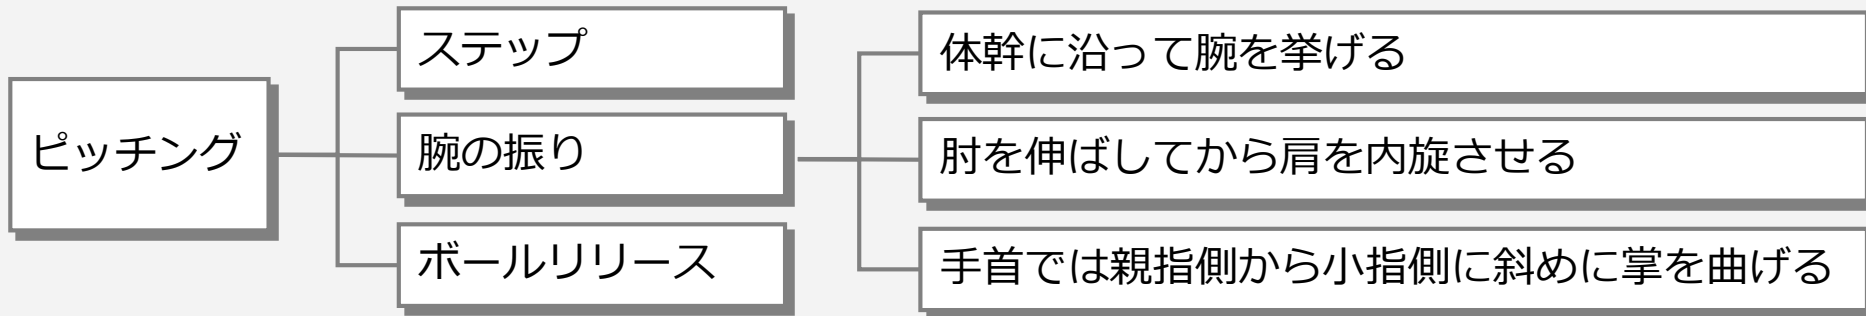 ピッチング
ステップ
腕の振り
ボールリリース
体幹に沿って腕を挙げる
肘を伸ばしてから肩を内旋させる
手首では親指側から小指側に斜めに掌を曲げる